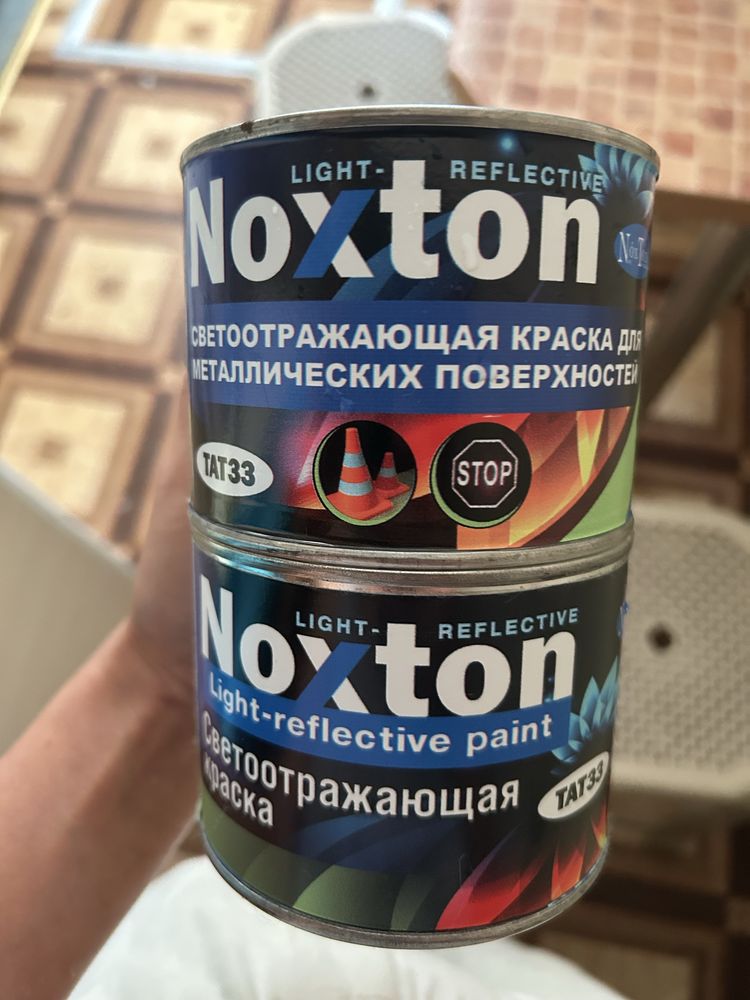 LIGHT- REFLECTIVE
Noxton
СВЕТООТРАЖАЮЩАЯ КРАСКА ДЛЯ
МЕТАЛЛИЧЕСКИХ ПОВЕРХНОСТЕЙ
TAT33
STOP
LIGHT- REFLECTIVE
Noxton
Light-reflective paint
Светоотражающая
краска
TAT33